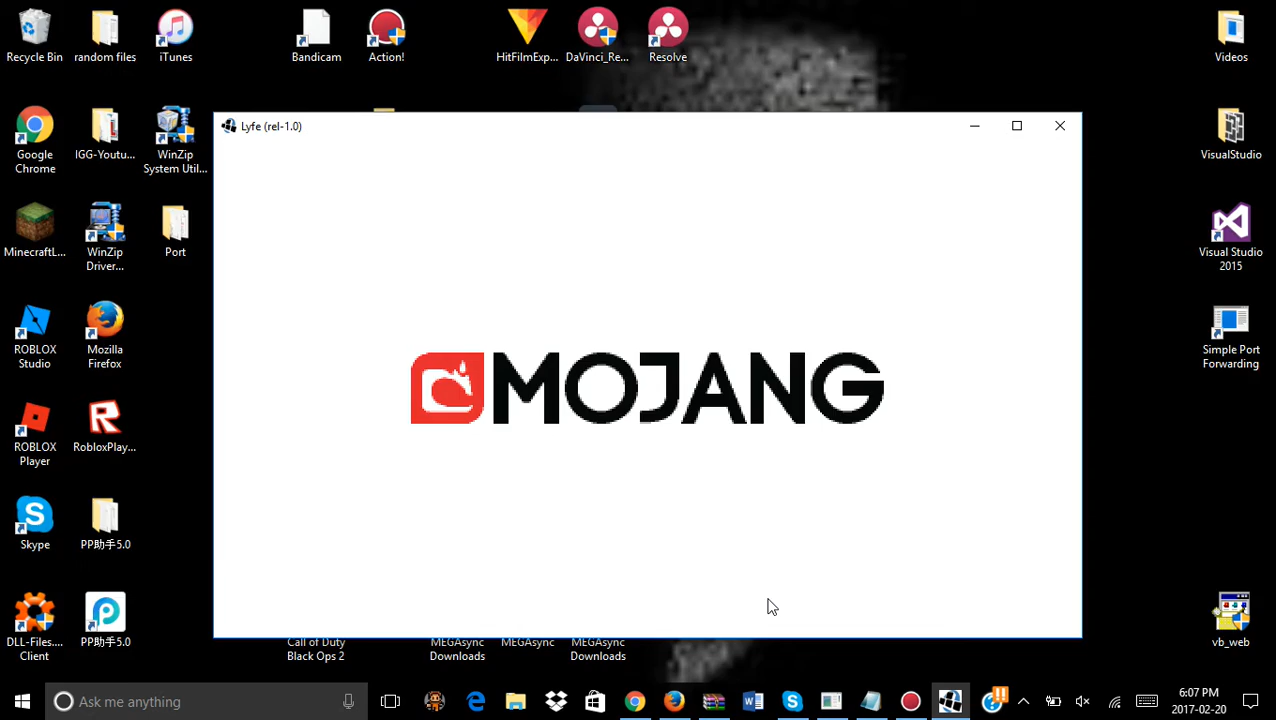 Recycle Bin
random files
iTunes
Bandicam
Action!
HitFilmExp...
DaVinci_Re...
Resolve
Videos
Lyfe (rel-1.0)
Google
Chrome
IGG-Youtu...
WinZip
System Util...
VisualStudio
MinecraftL...
WinZip
Driver...
Port
Visual Studio
2015
ROBLOX
Studio
Mozilla
Firefox
Simple Port
Forwarding
MOJANG
ROBLOX
Player
RobloxPlay...
Skype
PP助手5.0
DLL-Files....
Client
PP助手5.0
Call of Duty
Black Ops 2
MEGAsync
Downloads
MEGAsync
Downloads
MEGAsync
Downloads
vb_web
Ask me anything
6:07 PM
2017-02-20